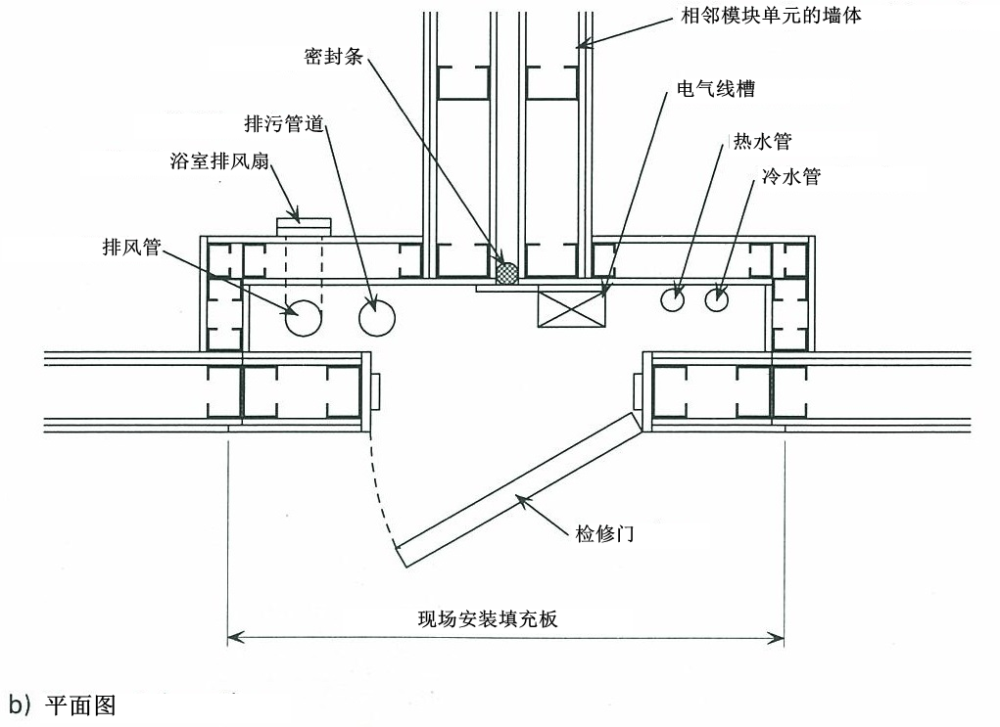 相邻模块单元的墙体
密封条
电气线槽
排污管道
热水管
浴室排风扇
冷水管
排风管
检修门
现场安装填充板
b) 平面图